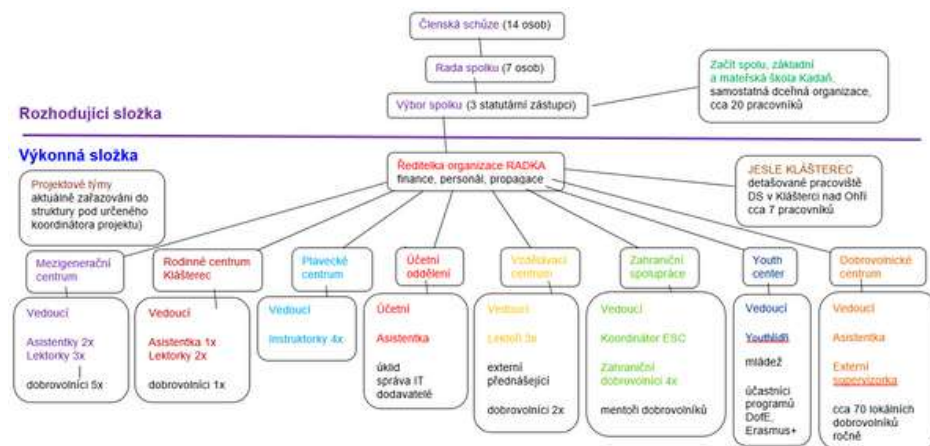 Členská schůze (14 osob)
Rada spolku (7 osob)
Výbor spolku (3 statutární zástupci)
Začít spolu, základní
a mateřská škola Kadaň,
samostatná dceřiná organizace,
cca 20 pracovníků
Rozhodující složka
Výkonná složka
Projektové týmy
aktuálně zařazováni do
struktury pod určeného
koordinátora projektu)
Ředitelka organizace RADKA
finance, personál, propagace
JESLE KLÁŠTEREC
detašované pracoviště
DS v Klášterci nad Ohří
cca 7 pracovníků
Mezigenerační
centrum
Rodinné centrum
Klášterec
Plavecké
centrum
Účetní
oddělení
Vzdělávací
centrum
Zahraniční
spolupráce
Youth
center
Dobrovolnické
centrum
Vedoucí
Asistentky 2x
Lektorky 3x
dobrovolníci 5x
Vedoucí
Asistentka 1x
Lektorky 2x
dobrovolníci 1x
Vedoucí
Instruktorky 4x
Účetní
Asistentka
úklid
správa IT
dodavatelé
Vedoucí
Lektoři 3x
externí
přednášející
dobrovolníci 2x
Vedoucí
Koordinátor ESC
Zahraniční
dobrovolníci 4x
mentoři dobrovolníků
Vedoucí
Youthlídři
mládež
účastníci
programů
DofE,
Erasmus+
Vedoucí
Asistentka
Externí
supervizorka
cca 70 lokálních
dobrovolníků
ročně